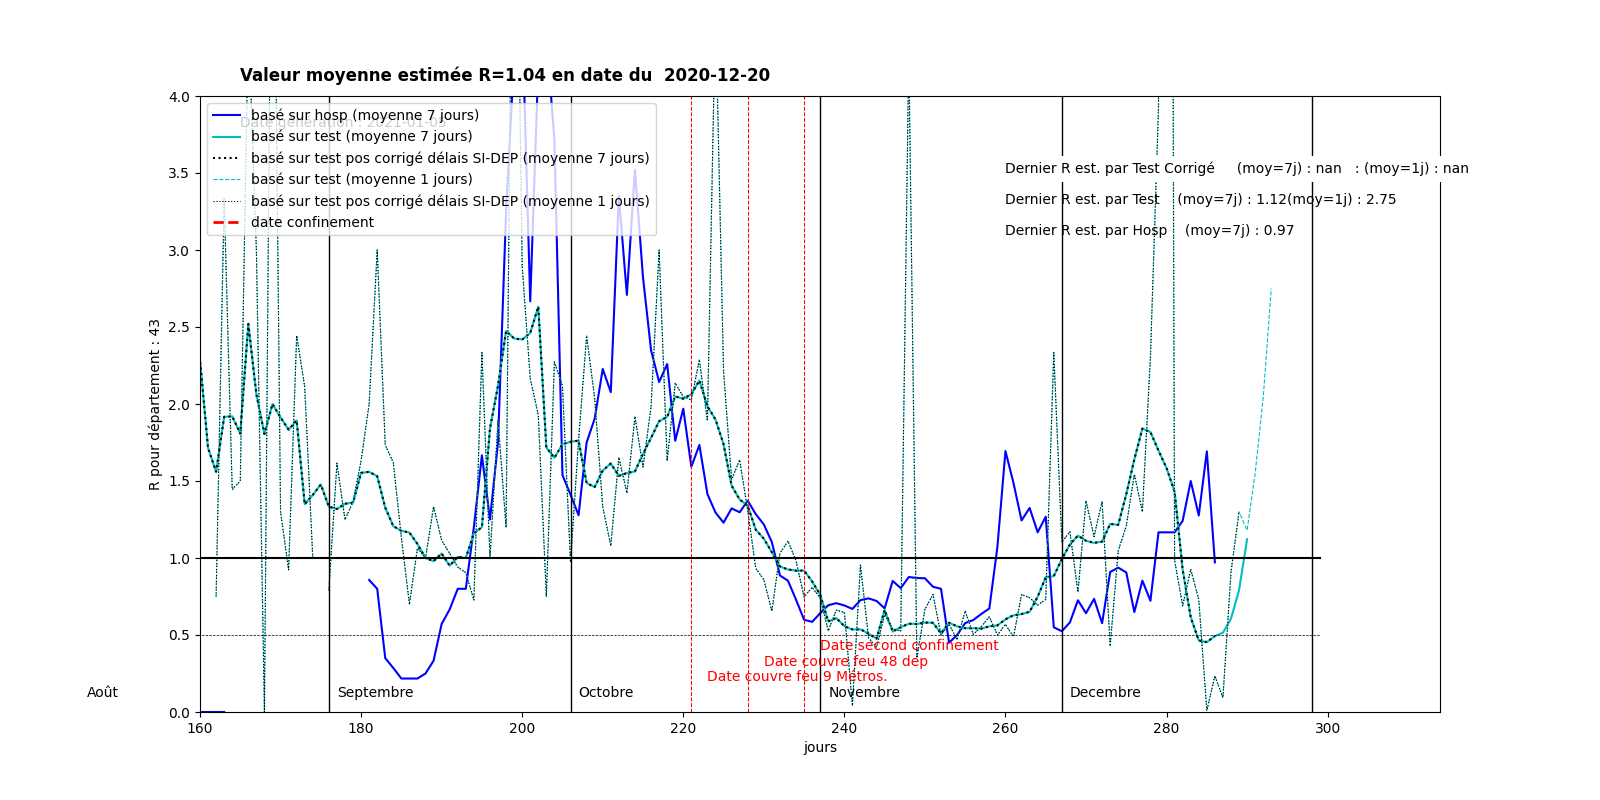 Valeur moyenne estimée R=1.04 en date du  2020-12-20
4.0
3.5
3.0
2.5
2.0
1.5
1.0
0.5
0.0
R pour département : 43
Date génération : 2021-01-05
basé sur hosp (moyenne 7 jours)
basé sur test (moyenne 7 jours)
basé sur test pos corrigé délais SI-DEP (moyenne 7 jours)
basé sur test (moyenne 1 jours)
basé sur test pos corrigé délais SI-DEP (moyenne 1 jours)
date confinement
Dernier R est. par Test Corrigé     (moy=7j) : nan   : (moy=1j) : nan
Dernier R est. par Test    (moy=7j) : 1.12(moy=1j) : 2.75
Dernier R est. par Hosp    (moy=7j) : 0.97
Date second confinement
Date couvre feu 48 dep
Date couvre feu 9 Métros.
Août
Septembre
Octobre
Novembre
Decembre
160 180 200 220 240 260 280 300
jours